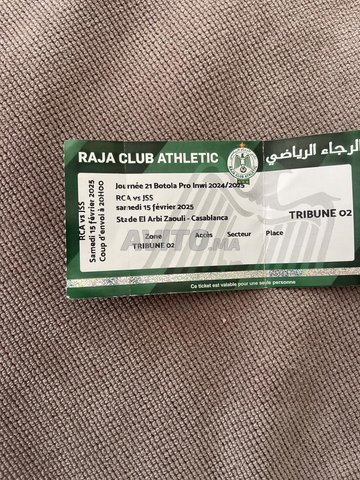 RAJA CLUB ATHLETIC
الرجاء الرياضي
RCA vs JSS
Samedi 15 février 2025
Coup d'envoi à 20H00
Journée 21 Botola Pro Inwi 2024/2025
RCA vs JSS
samedi 15 février 2025
Stade El Arbi Zaouli - Casablanca
Zone Accès Secteur Place
TRIBUNE 02
TRIBUNE 02
AVITO.MA
Ce ticket est valable pour une seule personne